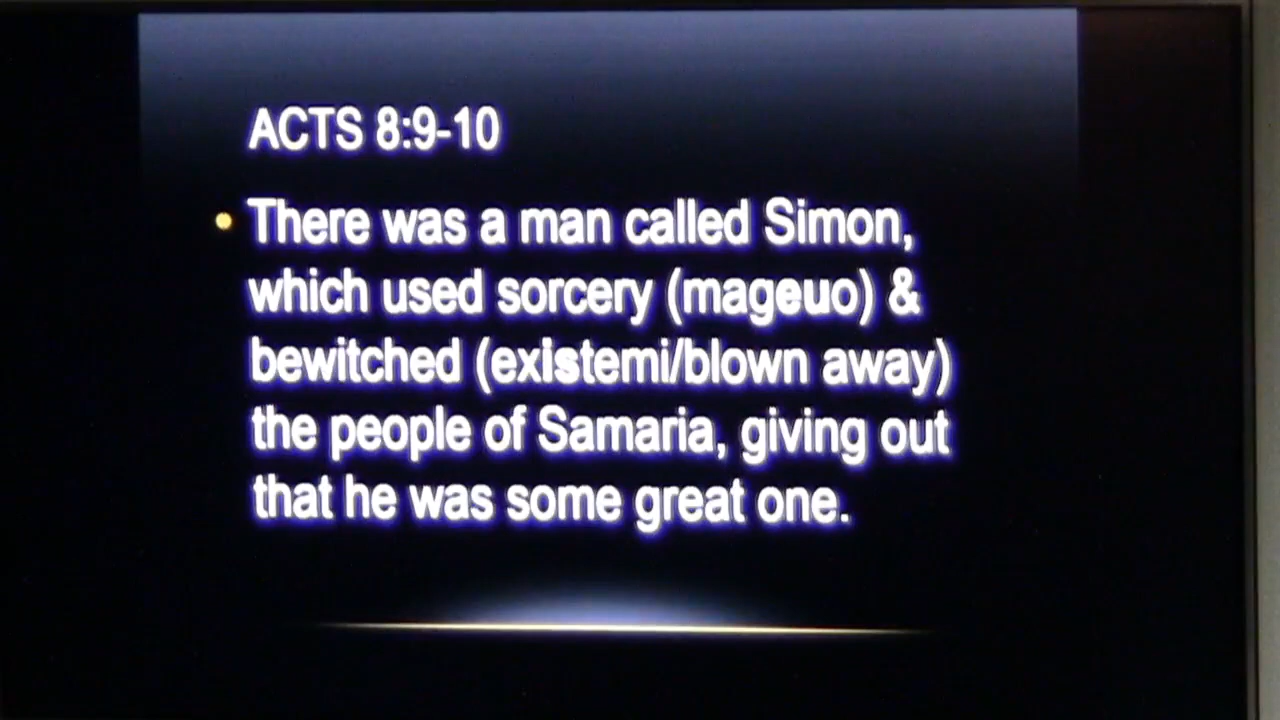 ACTS 8:9-10
• There was a man called Simon,
which used sorcery (mageuo) &
bewitched (existemi/blown away)
the people of Samaria, giving out
that he was some great one.